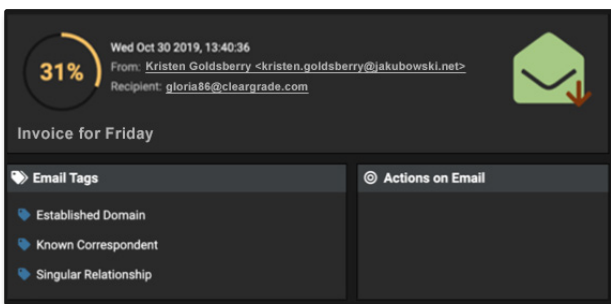 31%
Wed Oct 30 2019, 13:40:36
From: Kristen Goldsberry <kristen.goldsberry@jakubowski.net>
Recipient: gloria86@cleargrade.com
Invoice for Friday
Email Tags
Established Domain
Known Correspondent
Singular Relationship
Actions on Email